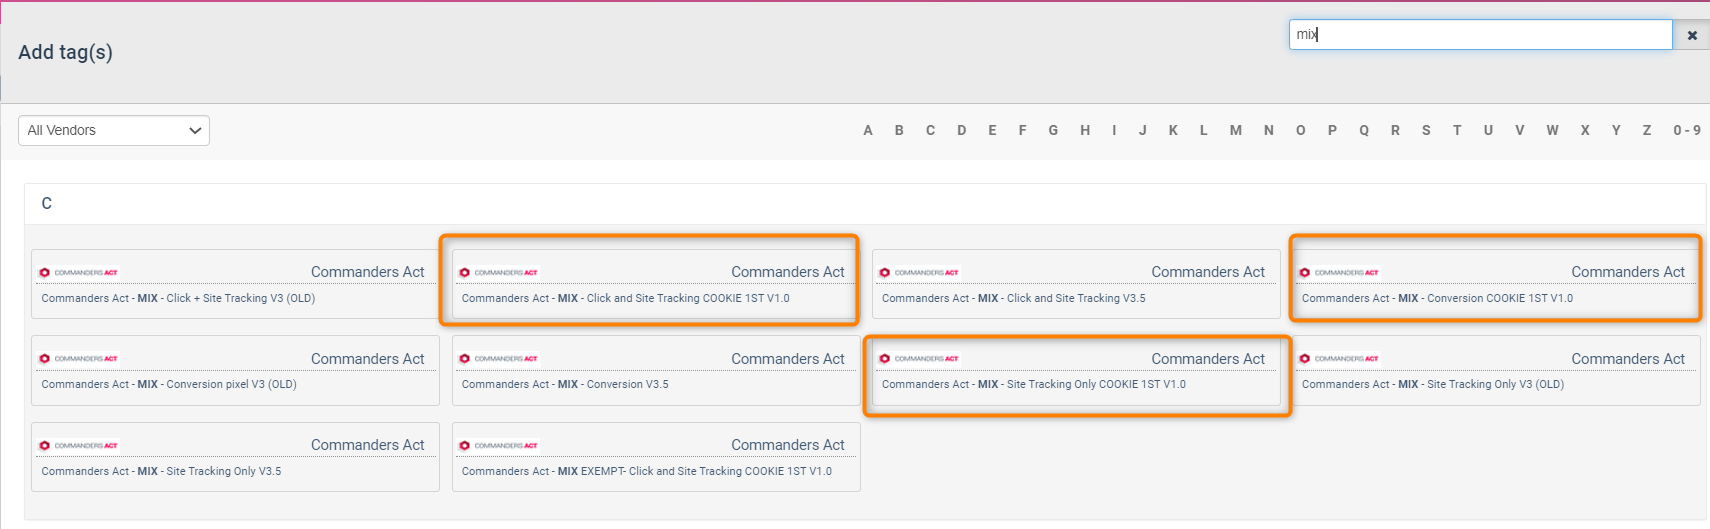 mix
Add tag(s)
All Vendors
A B C D E F G H I J K L M N O P Q R S T U V W X Y Z 0-9
C
COMMANDERS ACT Commanders Act
Commanders Act - MIX - Click + Site Tracking V3 (OLD)
COMMANDERS ACT Commanders Act
Commanders Act - MIX - Click and Site Tracking COOKIE 1ST V1.0
COMMANDERS ACT Commanders Act
Commanders Act - MIX - Click and Site Tracking V3.5
COMMANDERS ACT Commanders Act
Commanders Act - MIX - Conversion COOKIE 1ST V1.0
COMMANDERS ACT Commanders Act
Commanders Act - MIX - Conversion pixel V3 (OLD)
COMMANDERS ACT Commanders Act
Commanders Act - MIX - Conversion V3.5
COMMANDERS ACT Commanders Act
Commanders Act - MIX - Site Tracking Only COOKIE 1ST V1.0
COMMANDERS ACT Commanders Act
Commanders Act - MIX - Site Tracking Only V3 (OLD)
COMMANDERS ACT Commanders Act
Commanders Act - MIX - Site Tracking Only V3.5
COMMANDERS ACT Commanders Act
Commanders Act - MIX EXEMPT- Click and Site Tracking COOKIE 1ST V1.0